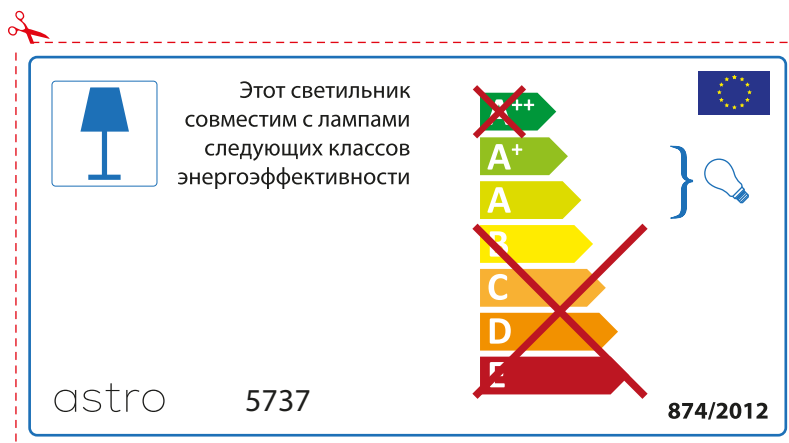 Этот светильник
совместим с лампами
следующих классов
энергоэффективности
A++
A+
A
B
C
D
E
astro
5737
874/2012